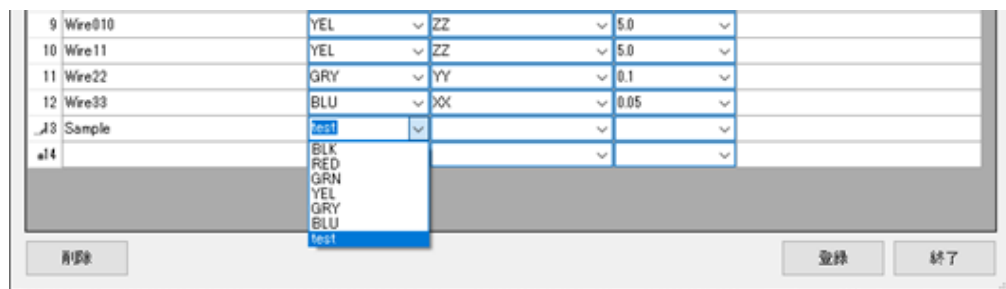 9 Wire010 YEL ZZ 5.0
10 Wire11 YEL ZZ 5.0
11 Wire22 GRY YY 0.1
12 Wire33 BLU XX 0.05
13 Sample test
14
BLK
RED
GRN
YEL
GRY
BLU
test
削除 登録 終了